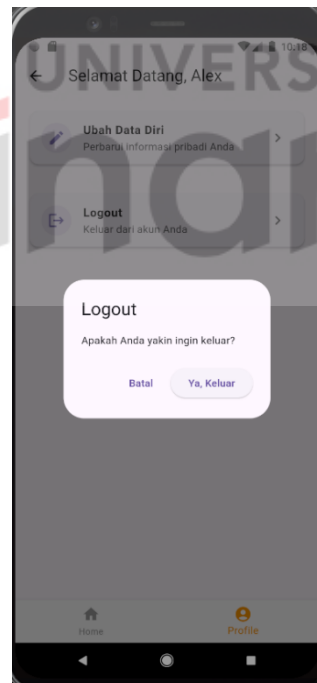 10.18
Selamat Datang, Alex
Ubah Data Diri
Perbarui informasi pribadi Anda
Logout
Keluar dari akun Anda
Logout
Apakah Anda yakin ingin keluar?
Batal
Ya, Keluar
Home
Profile
UNIVERS